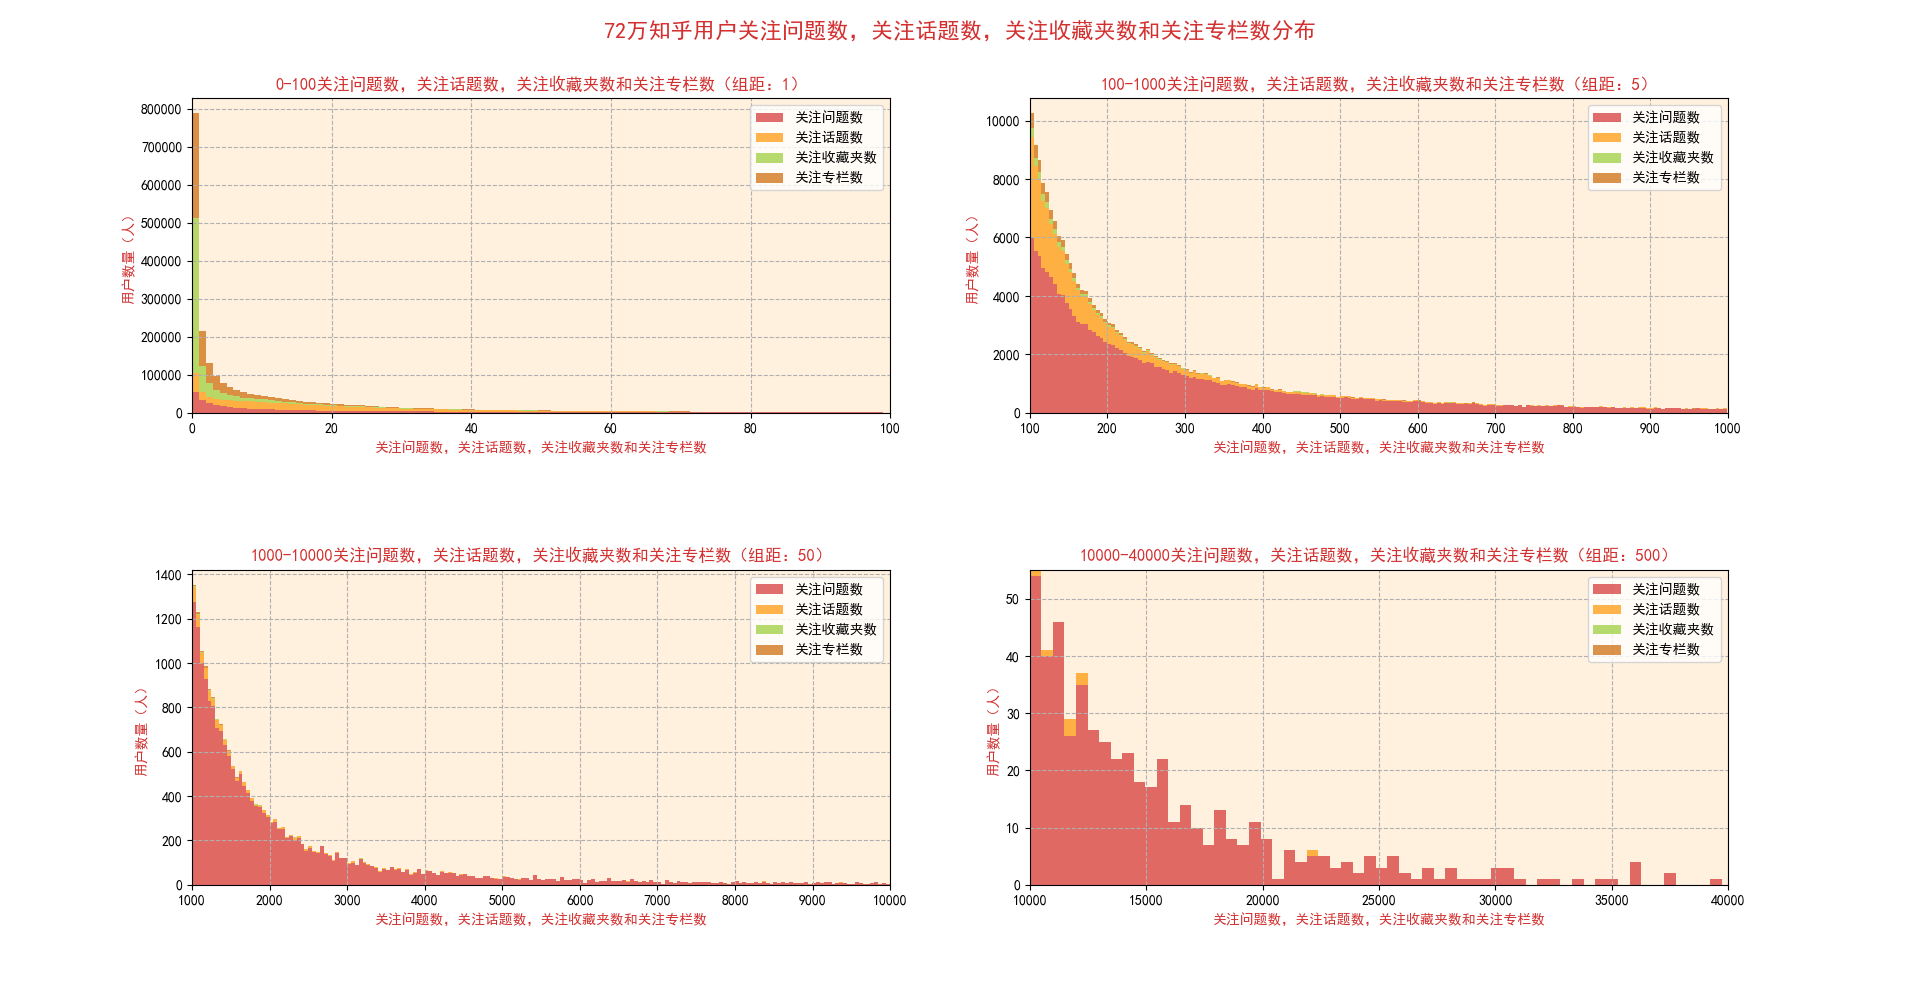 72万知乎用户关注问题数，关注话题数，关注收藏夹数和关注专栏数分布
0-100关注问题数，关注话题数，关注收藏夹数和关注专栏数（组距：1）
800000
700000
600000
500000
400000
300000
200000
100000
0
用户数量（人）
关注问题数
关注话题数
关注收藏夹数
关注专栏数
0 20 40 60 80 100
关注问题数，关注话题数，关注收藏夹数和关注专栏数
100-1000关注问题数，关注话题数，关注收藏夹数和关注专栏数（组距：5）
10000
8000
6000
4000
2000
0
用户数量（人）
关注问题数
关注话题数
关注收藏夹数
关注专栏数
100 200 300 400 500 600 700 800 900 1000
关注问题数，关注话题数，关注收藏夹数和关注专栏数
1000-10000关注问题数，关注话题数，关注收藏夹数和关注专栏数（组距：50）
1400
1200
1000
800
600
400
200
0
用户数量（人）
关注问题数
关注话题数
关注收藏夹数
关注专栏数
1000 2000 3000 4000 5000 6000 7000 8000 9000 10000
关注问题数，关注话题数，关注收藏夹数和关注专栏数
10000-40000关注问题数，关注话题数，关注收藏夹数和关注专栏数（组距：500）
50
40
30
20
10
0
用户数量（人）
关注问题数
关注话题数
关注收藏夹数
关注专栏数
10000 15000 20000 25000 30000 35000 40000
关注问题数，关注话题数，关注收藏夹数和关注专栏数